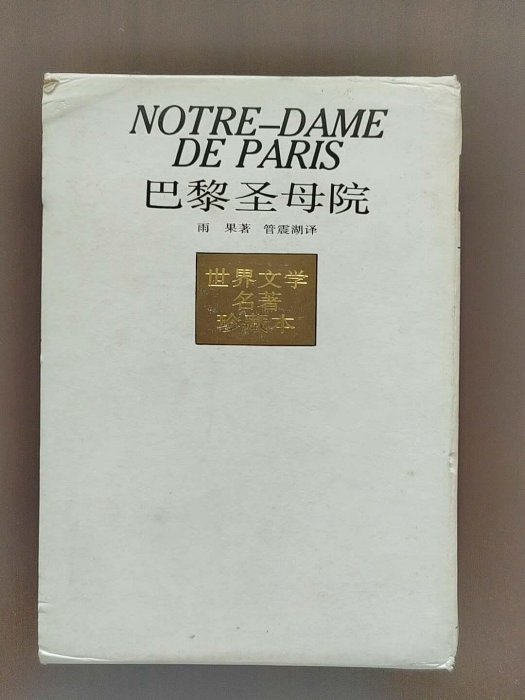 NOTRE–DAME
DE PARIS
巴黎圣母院
雨 果著 管震湖译
世界文学
名著
珍藏本